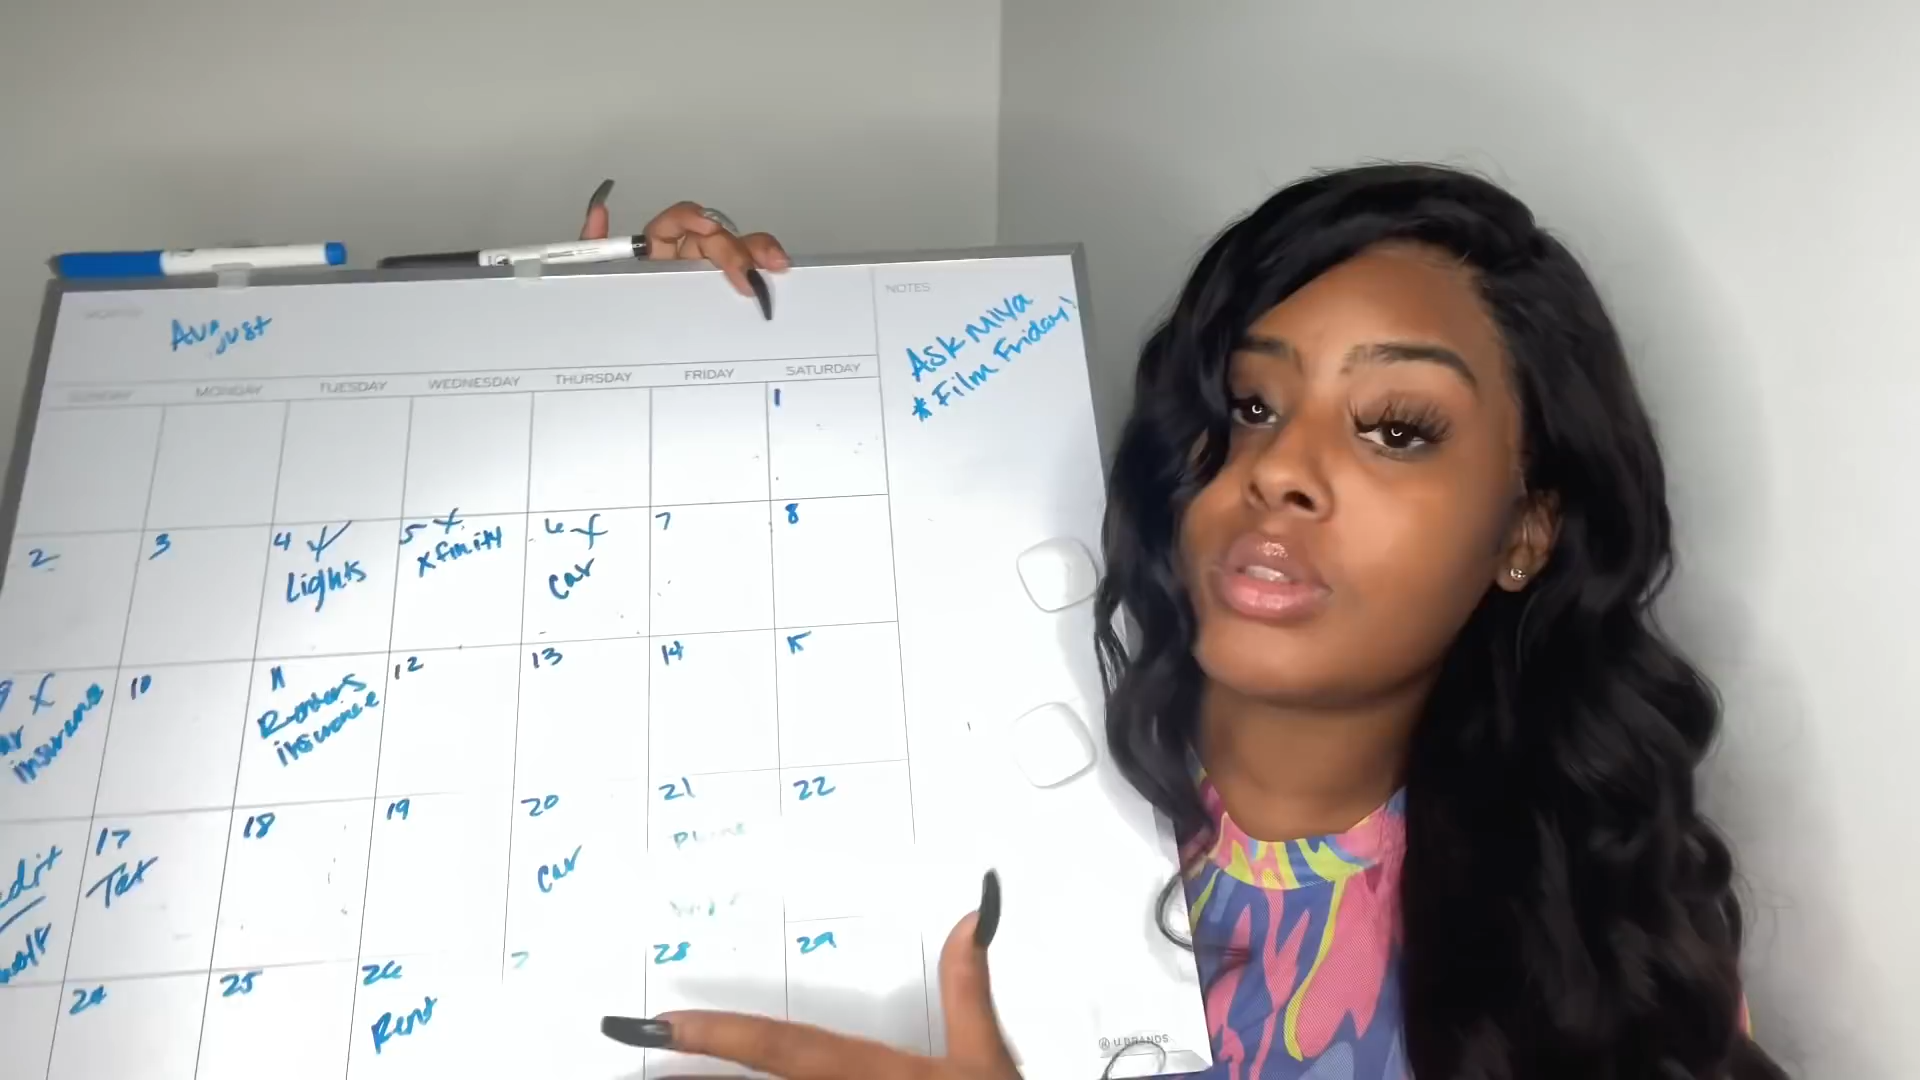 NOTES
August
Ask Miya
* Film Friday!
SUNDAY MONDAY TUESDAY WEDNESDAY THURSDAY FRIDAY SATURDAY
1
2 3 4 X 5 X 6 X 7 8
Lights xfinity car
9 X 10 11 12 13 14 15
insurance Renters
insurance
17 18 19 20 21 22
Tax car
24 25 26 28 29
Rent
U BRANDS